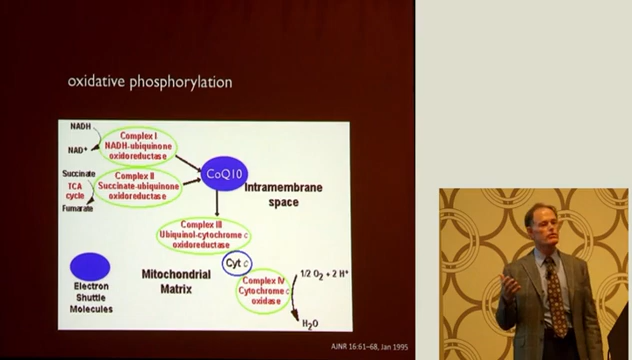 oxidative phosphorylation
NADH
NAD+
Complex I
NADH-ubiquinone
oxidoreductase
Succinate
TCA
cycle
Fumarate
Complex II
Succinate-ubiquinone
oxidoreductase
CoQ10
Intramembrane
space
Complex III
Ubiquinol-cytochrome c
oxidoreductase
Cyt c
Mitochondrial
Matrix
Complex IV
Cytochrome c
oxidase
1/2 O2 + 2 H+
H2O
Electron
Shuttle
Molecules
AJNR 16:61–68, Jan 1995